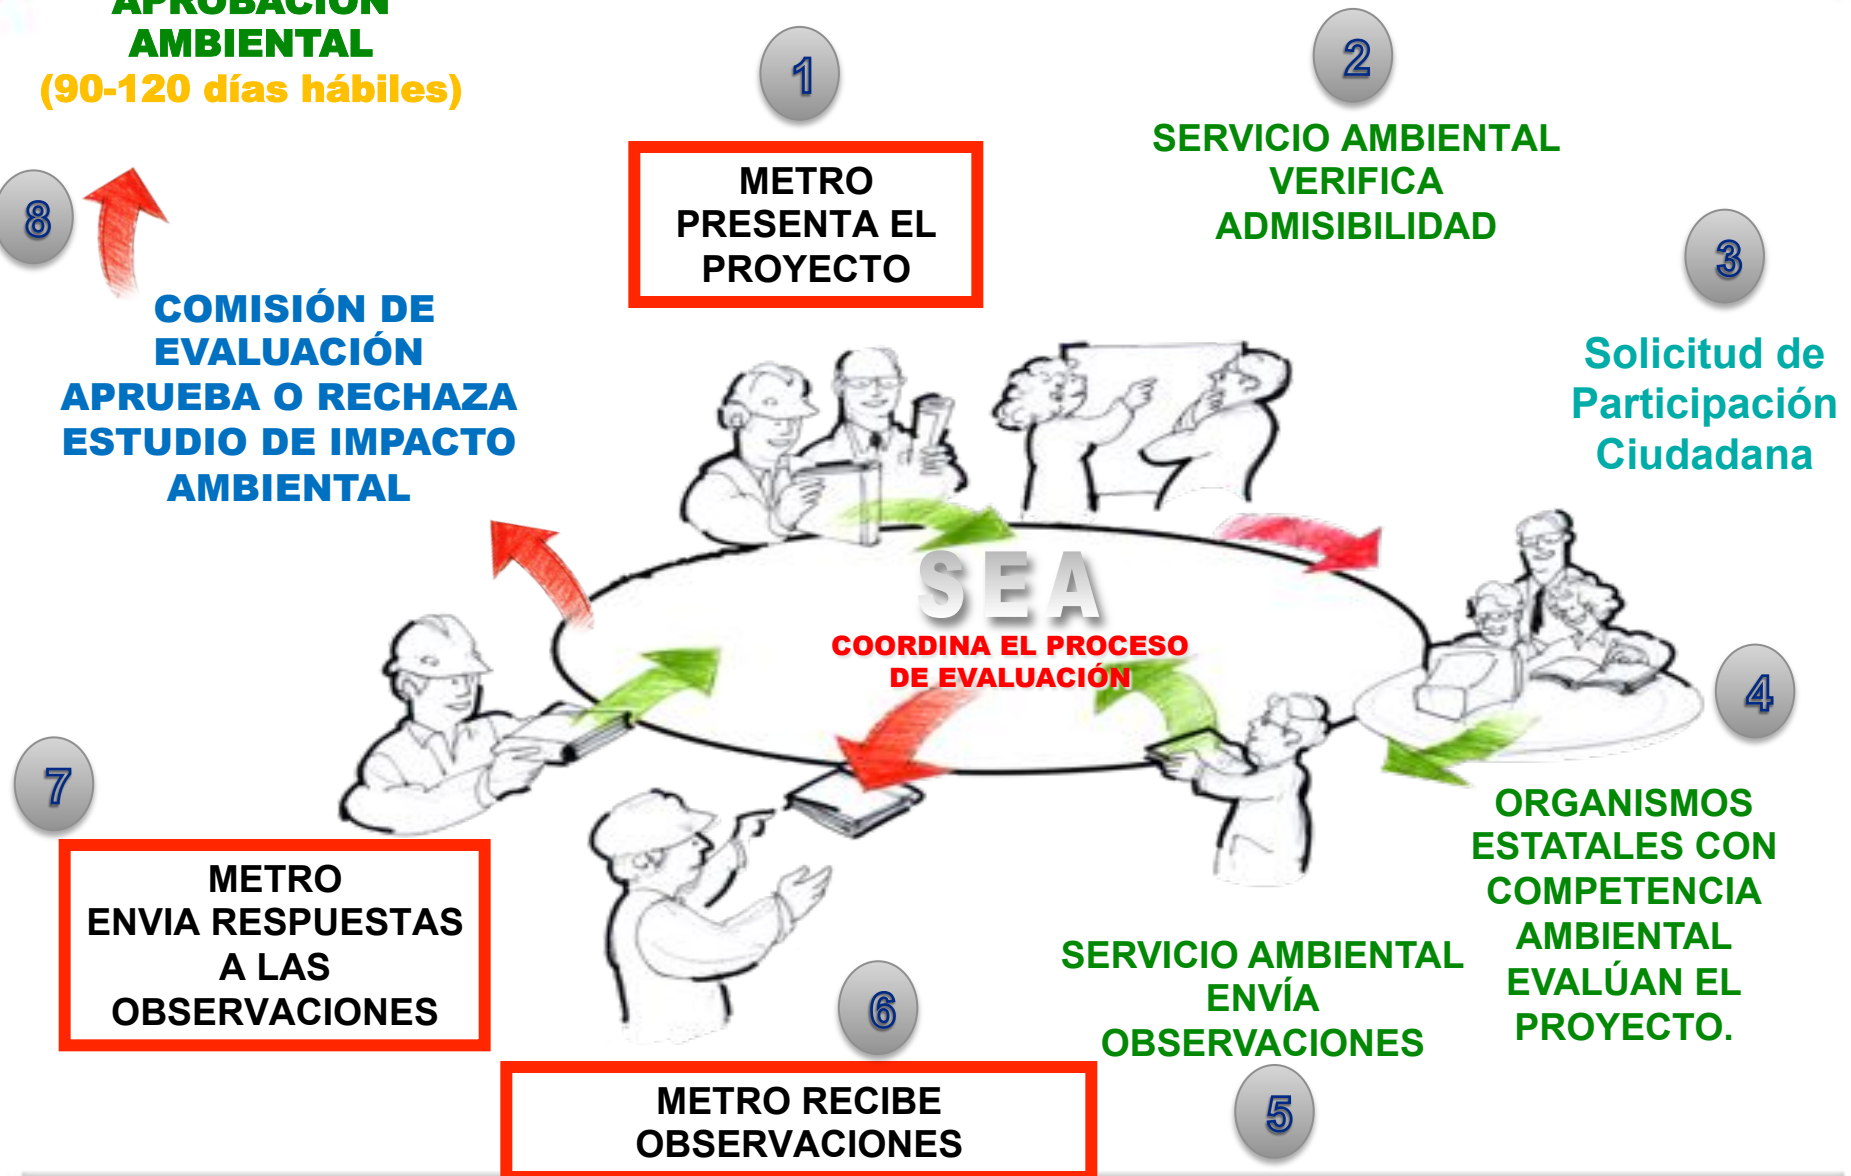 APROBACIÓN
AMBIENTAL
(90-120 días hábiles)
1
METRO
PRESENTA EL
PROYECTO
2
SERVICIO AMBIENTAL
VERIFICA
ADMISIBILIDAD
3
Solicitud de
Participación
Ciudadana
4
ORGANISMOS
ESTATALES CON
COMPETENCIA
AMBIENTAL
EVALÚAN EL
PROYECTO.
SERVICIO AMBIENTAL
ENVÍA
OBSERVACIONES
5
6
METRO RECIBE
OBSERVACIONES
7
METRO
ENVIA RESPUESTAS
A LAS
OBSERVACIONES
8
COMISIÓN DE
EVALUACIÓN
APRUEBA O RECHAZA
ESTUDIO DE IMPACTO
AMBIENTAL
SEA
COORDINA EL PROCESO
DE EVALUACIÓN